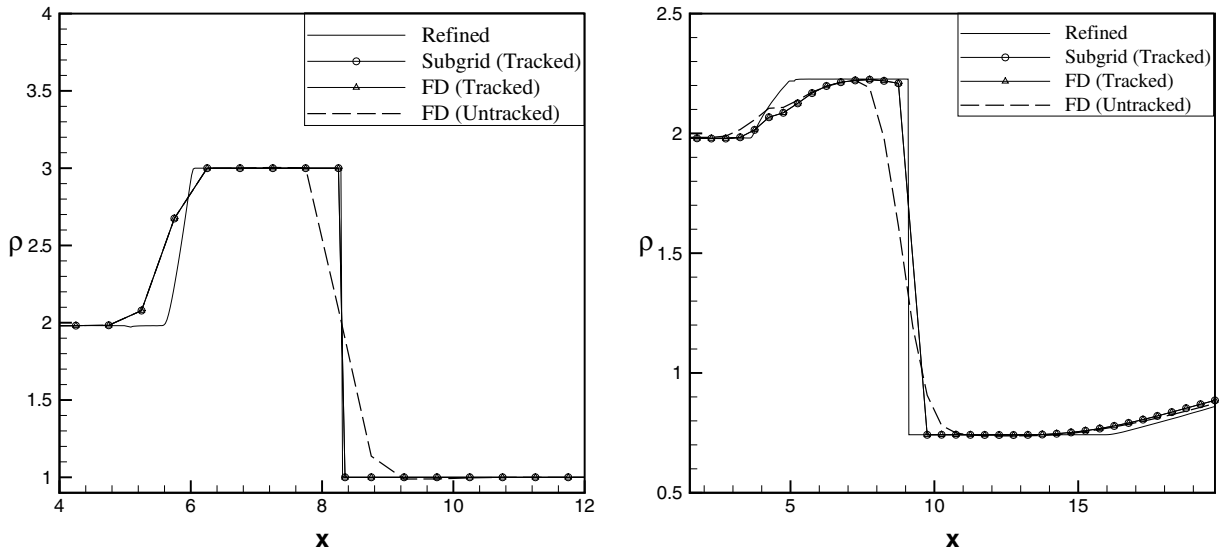 4
3.5
3
2.5
2
1.5
1
ρ
4
6
8
10
12
x
Refined
Subgrid (Tracked)
FD (Tracked)
FD (Untracked)
2.5
2
1.5
1
0.5
ρ
5
10
15
x
Refined
Subgrid (Tracked)
FD (Tracked)
FD (Untracked)